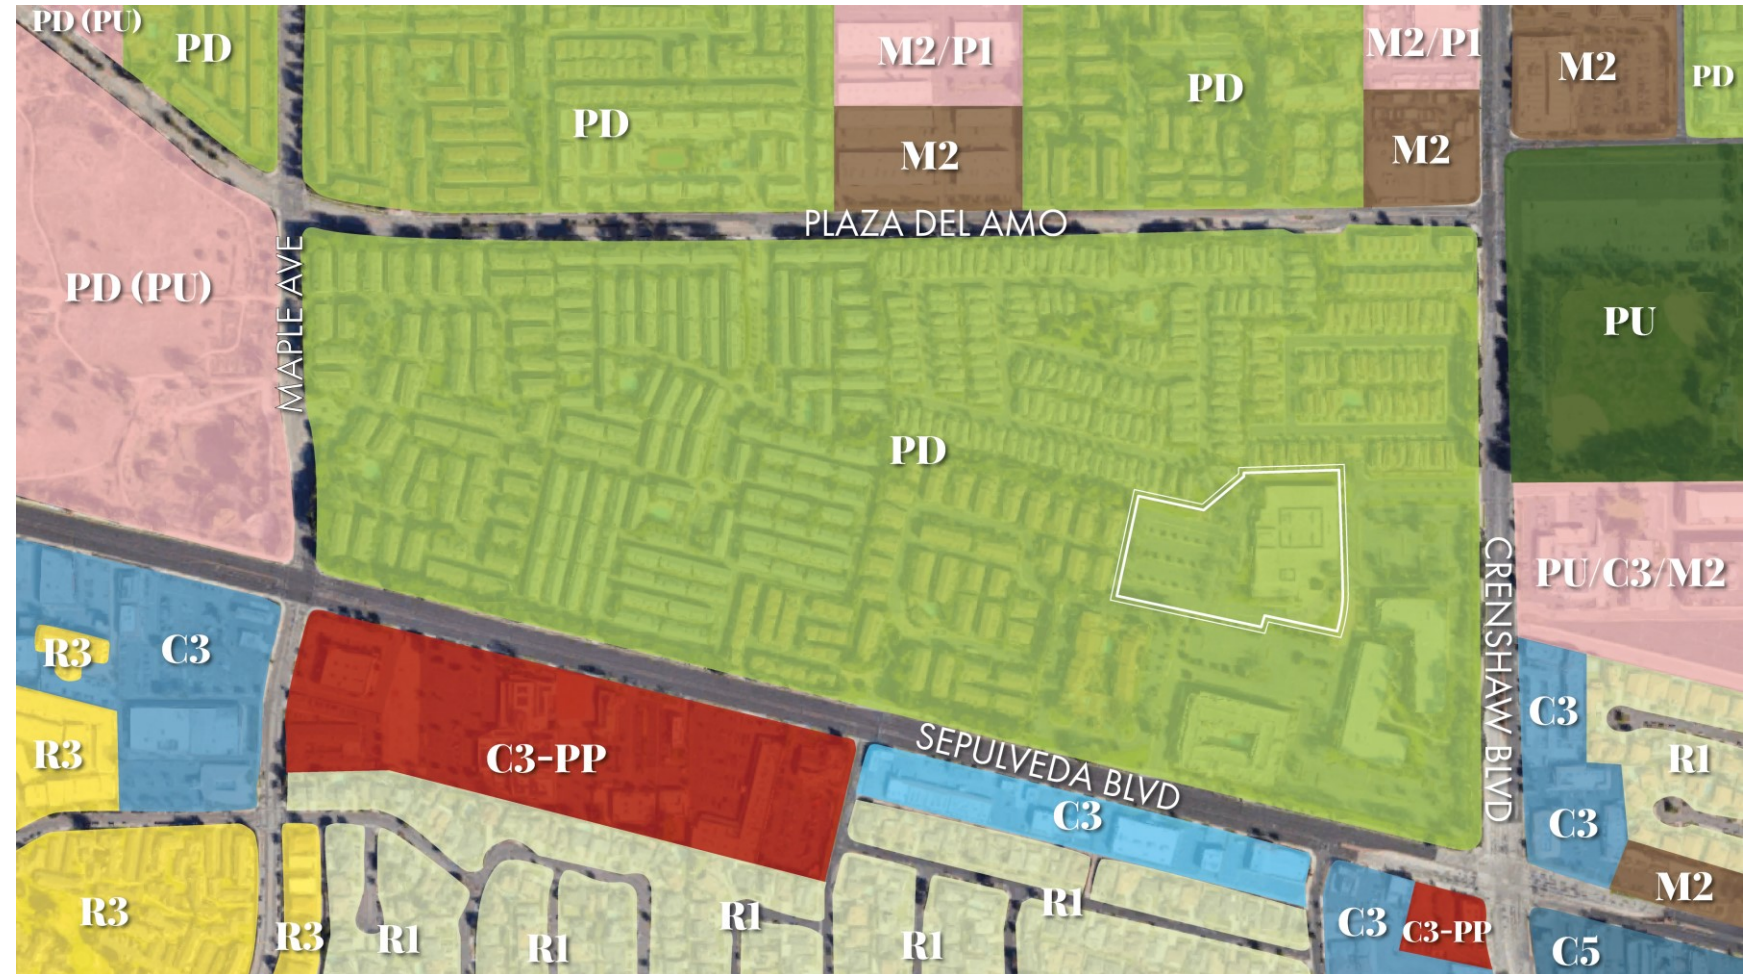 PD (PU)
PD
M2/P1
M2/P1
M2
PD
PD
PD
M2
M2
PLAZA DEL AMO
PD (PU)
MAPLE AVE
PU
PD
PU/C3/M2
CRENSHAW BLVD
R3
C3
C3
R1
R3
C3-PP
SEPULVEDA BLVD
C3
C3
M2
R3
R3
R1
R1
R1
R1
R1
C3
C3-PP
C5